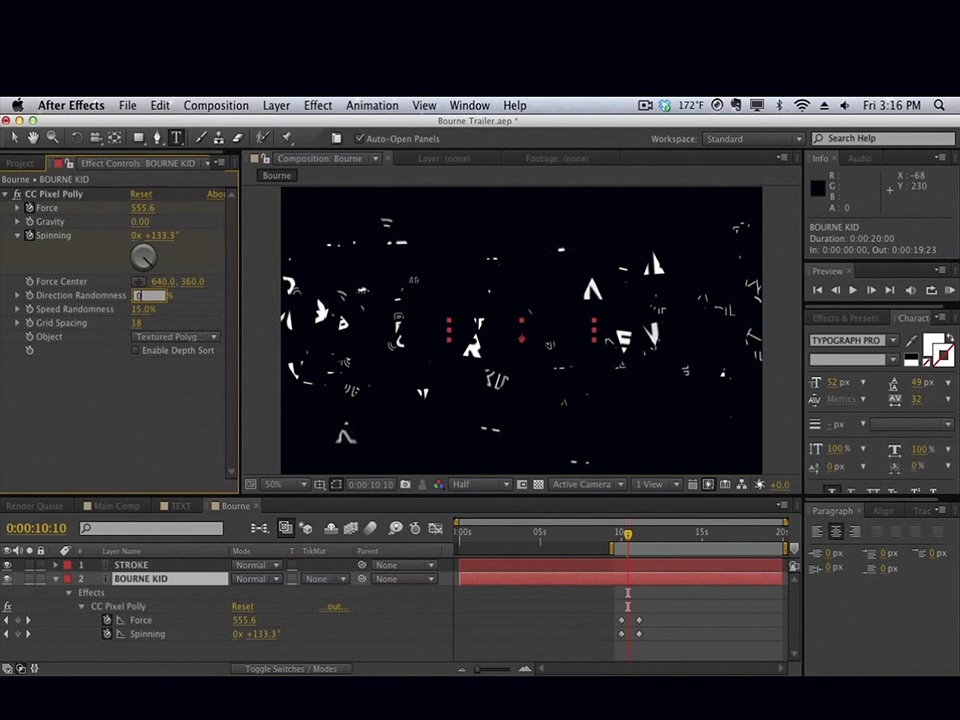 After Effects File Edit Composition Layer Effect Animation View Window Help 172°F Fri 3:16 PM
Bourne Trailer.aep *
Auto-Open Panels Workspace: Standard Search Help
Project Effect Controls: BOURNE KID Composition: Bourne Layer: (none) Footage: (none) Info Audio
Bourne • BOURNE KID Bourne
fx CC Pixel Polly Reset Abou
Force 555.6
Gravity 0.00
Spinning 0x +133.3°
Force Center 640.0, 360.0
Direction Randomness 0 %
Speed Randomness 15.0%
Grid Spacing 18
Object Textured Polyg...
Enable Depth Sort
R: X: -68
G: Y: 230
B:
A: 0
BOURNE KID
Duration: 0:00:20:00
In: 0:00:00:00, Out: 0:00:19:23
Preview
Effects & Presets Charact
TYPOGRAPH PRO
52 px 49 px
Metrics 32
- px
100% 100%
0 px 0 %
50% 0:00:10:10 Half Active Camera 1 View +0.0
Render Queue Main Comp TEXT Bourne
Paragraph Align Trac
0:00:10:10 :00s 05s 10s 15s 20s
# Layer Name Mode T TrkMat Parent
1 T STROKE Normal None
2 T BOURNE KID Normal None None
Effects
fx CC Pixel Polly Reset ...out...
Force 555.6
Spinning 0x +133.3°
0 px 0 px 0 px
0 px 0 px
Toggle Switches / Modes